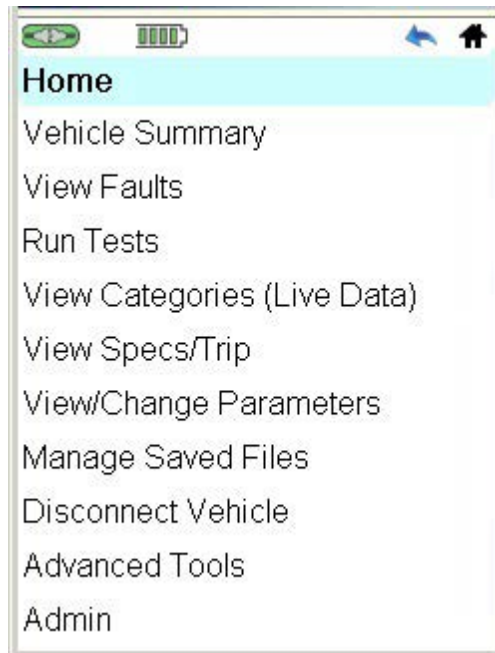 Home
Vehicle Summary
View Faults
Run Tests
View Categories (Live Data)
View Specs/Trip
View/Change Parameters
Manage Saved Files
Disconnect Vehicle
Advanced Tools
Admin